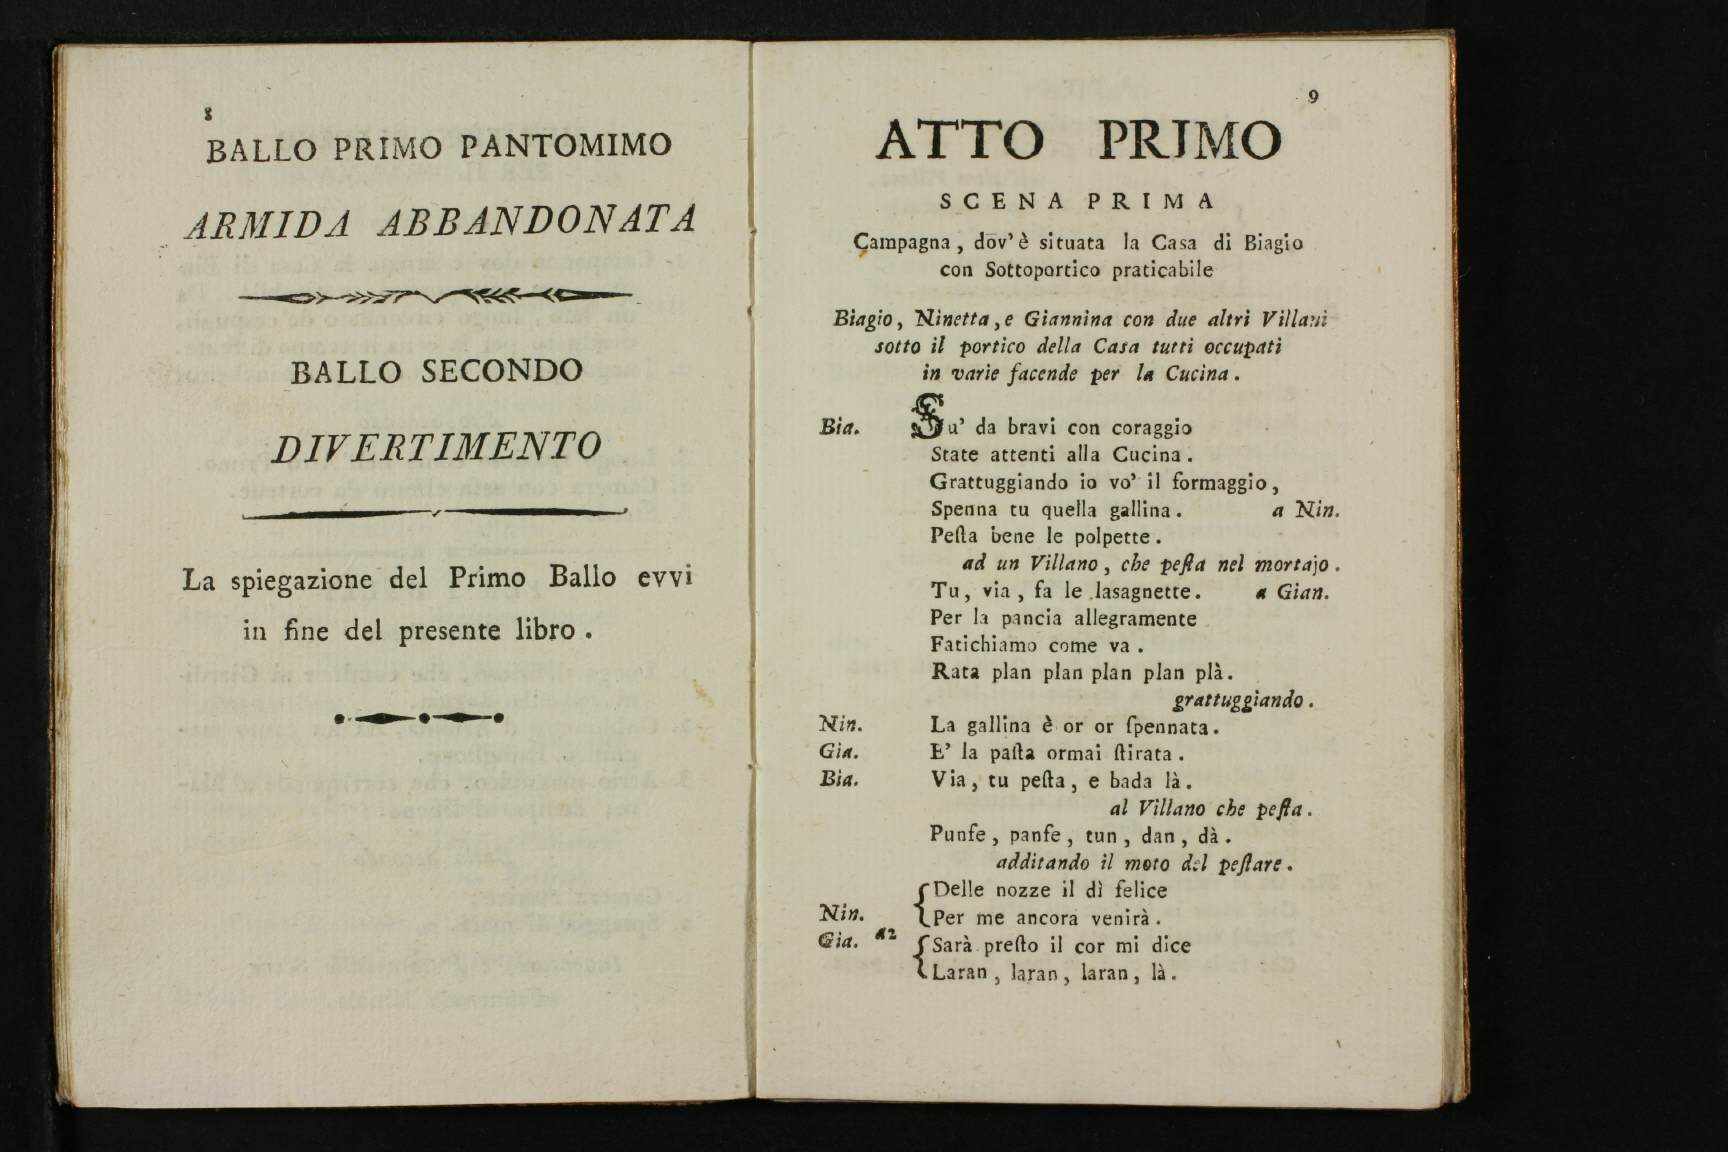 8
BALLO PRIMO PANTOMIMO
ARMIDA ABBANDONATA
BALLO SECONDO
DIVERTIMENTO
La spiegazione del Primo Ballo evvi
in fine del presente libro .
9
ATTO PRIMO
SCENA PRIMA
Campagna , dov' è situata la Casa di Biagio
con Sottoportico praticabile
Biagio , Ninetta , e Giannina con due altri Villani
sotto il portico della Casa tutti occupati
in varie facende per la Cucina .
Bia. Su' da bravi con coraggio
State attenti alla Cucina .
Grattuggiando io vo' il formaggio ,
Spenna tu quella gallina . a Nin.
Peſta bene le polpette .
ad un Villano , che peſta nel mortajo .
Tu , via , fa le lasagnette . a Gian.
Per la pancia allegramente
Fatichiamo come va .
Rata plan plan plan plan plà .
grattuggiando .
Nin. La gallina è or or ſpennata .
Gia. E' la paſta ormai ſtirata .
Bia. Via , tu peſta , e bada là .
al Villano che peſta .
Punfe , panfe , tun , dan , dà .
additando il moto del peſtare .
Delle nozze il dì felice
Nin. Per me ancora venirà .
Gia. a2 Sarà preſto il cor mi dice
Laran , laran , laran , là .